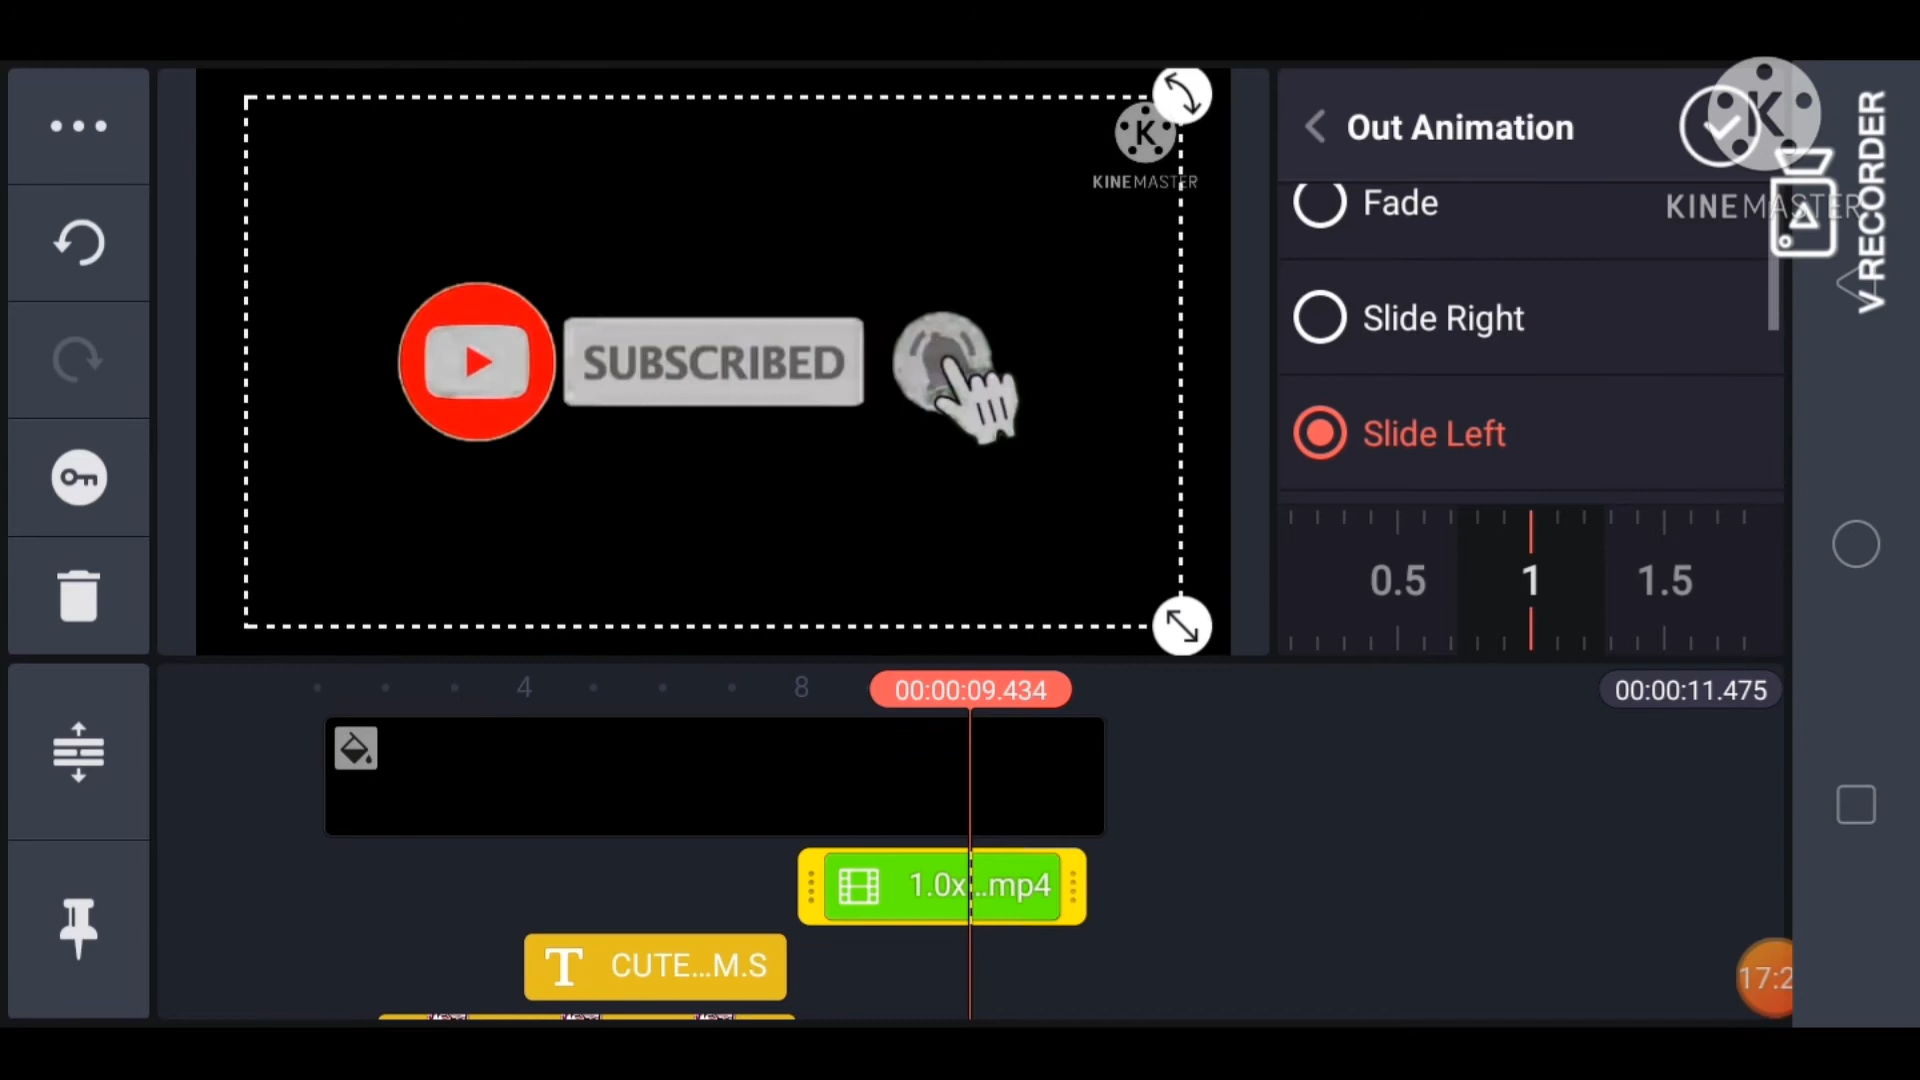 Out Animation
K
KINEMASTER
K
KINEMASTER
V RECORDER
Fade
Slide Right
Slide Left
SUBSCRIBED
0.5 1 1.5
4 8 00:00:09.434 00:00:11.475
1.0x...mp4
T CUTE...M.S
17:2